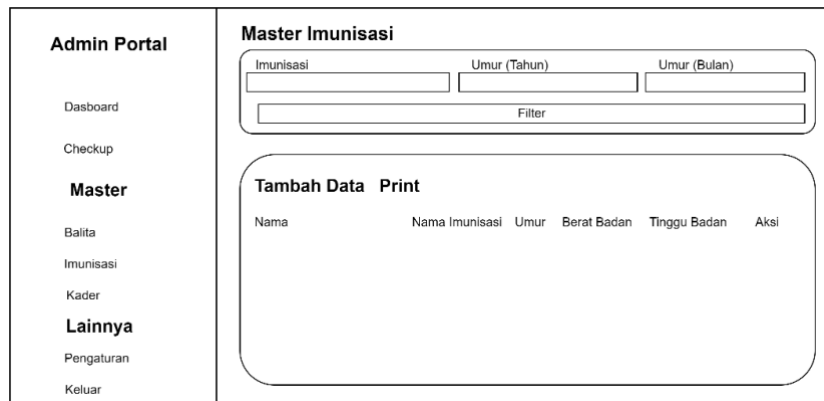 Admin Portal
Dasboard
Checkup
Master
Balita
Imunisasi
Kader
Lainnya
Pengaturan
Keluar
Master Imunisasi
Imunisasi Umur (Tahun) Umur (Bulan)
Filter
Tambah Data Print
Nama Nama Imunisasi Umur Berat Badan Tinggu Badan Aksi